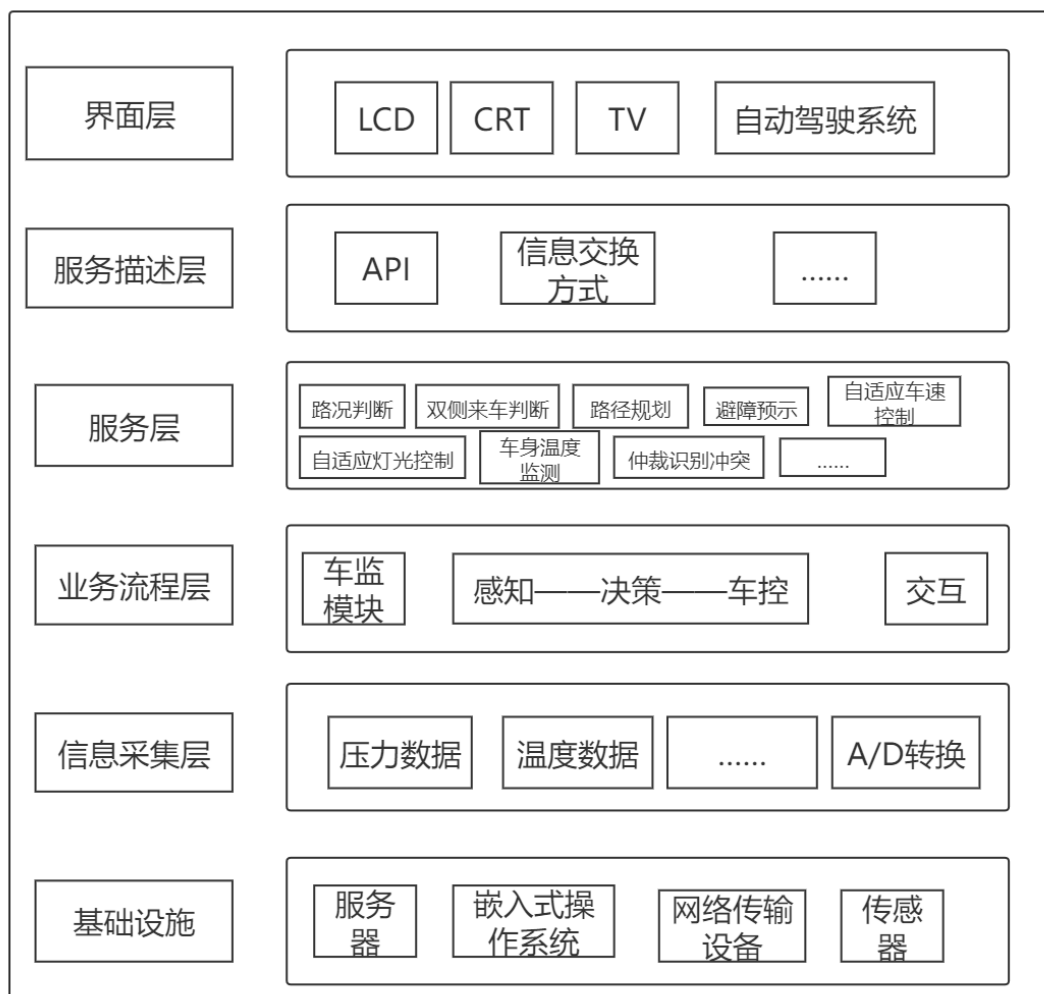 界面层
LCD
CRT
TV
自动驾驶系统
服务描述层
API
信息交换
方式
......
服务层
路况判断
双侧来车判断
路径规划
避障预示
自适应车速
控制
自适应灯光控制
车身温度
监测
仲裁识别冲突
......
业务流程层
车监
模块
感知——决策——车控
交互
信息采集层
压力数据
温度数据
......
A/D转换
基础设施
服务
器
嵌入式操
作系统
网络传输
设备
传感
器